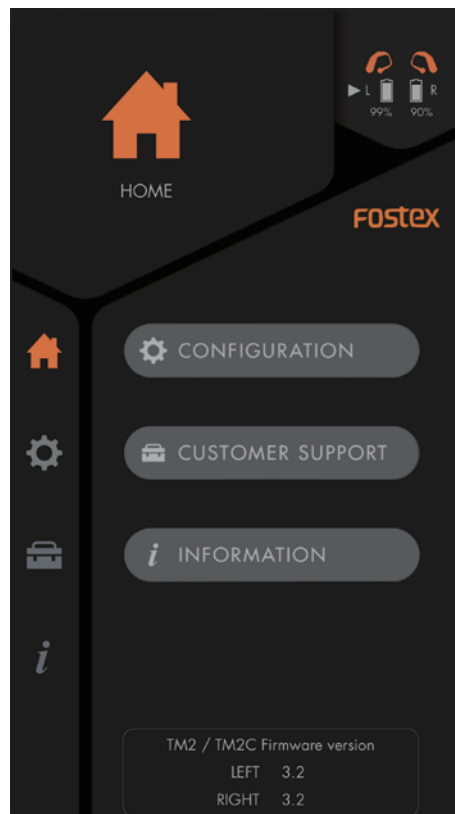 L R
99% 90%
HOME
FOSTEX
CONFIGURATION
CUSTOMER SUPPORT
i INFORMATION
i
TM2 / TM2C Firmware version
LEFT 3.2
RIGHT 3.2